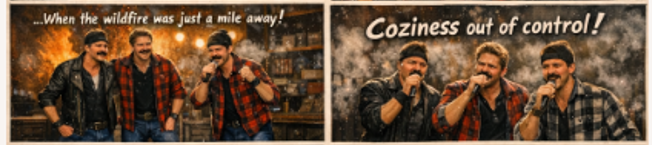 ...When the wildfire was just a mile away!
Coziness out of control!